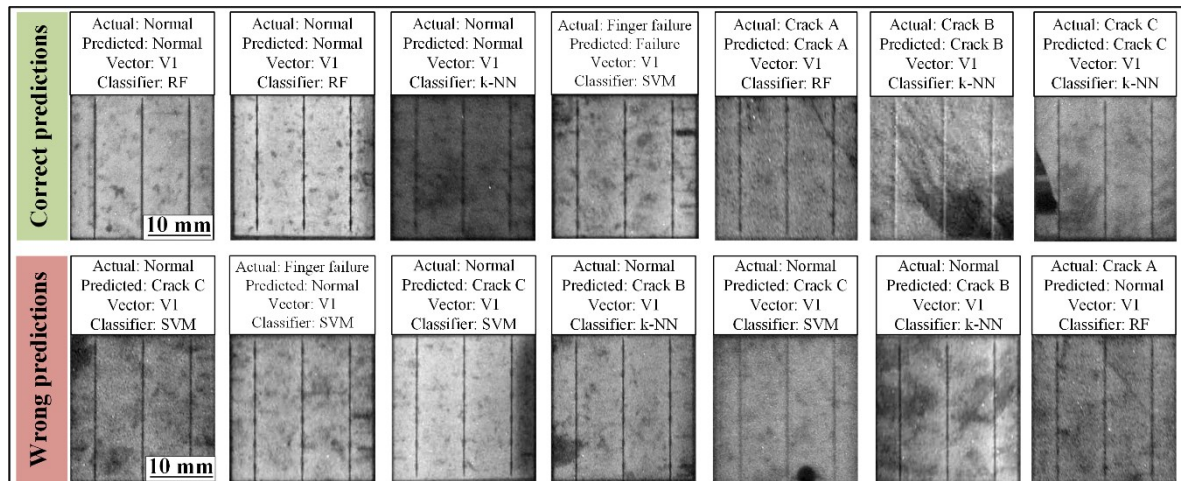 Correct predictions
Actual: Normal
Predicted: Normal
Vector: V1
Classifier: RF
Actual: Normal
Predicted: Normal
Vector: V1
Classifier: RF
Actual: Normal
Predicted: Normal
Vector: V1
Classifier: k-NN
Actual: Finger failure
Predicted: Failure
Vector: V1
Classifier: SVM
Actual: Crack A
Predicted: Crack A
Vector: V1
Classifier: RF
Actual: Crack B
Predicted: Crack B
Vector: V1
Classifier: k-NN
Actual: Crack C
Predicted: Crack C
Vector: V1
Classifier: k-NN
10 mm
Wrong predictions
Actual: Normal
Predicted: Crack C
Vector: V1
Classifier: SVM
Actual: Finger failure
Predicted: Normal
Vector: V1
Classifier: SVM
Actual: Normal
Predicted: Crack C
Vector: V1
Classifier: SVM
Actual: Normal
Predicted: Crack B
Vector: V1
Classifier: k-NN
Actual: Normal
Predicted: Crack C
Vector: V1
Classifier: SVM
Actual: Normal
Predicted: Crack B
Vector: V1
Classifier: k-NN
Actual: Crack A
Predicted: Normal
Vector: V1
Classifier: RF
10 mm